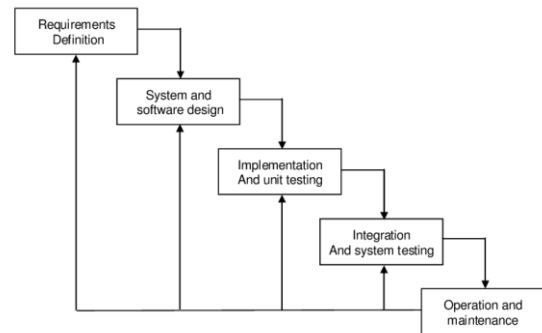 Requirements
Definition
System and
software design
Implementation
And unit testing
Integration
And system testing
Operation and
maintenance